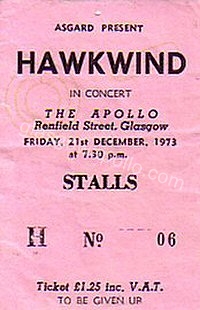 ASGARD PRESENT
HAWKWIND
IN CONCERT
THE APOLLO
Renfield Street, Glasgow
FRIDAY, 21st DECEMBER, 1973
at 7.30 p.m.
STALLS
H No 06
Ticket £1.25 inc. V.A.T.
TO BE GIVEN UP